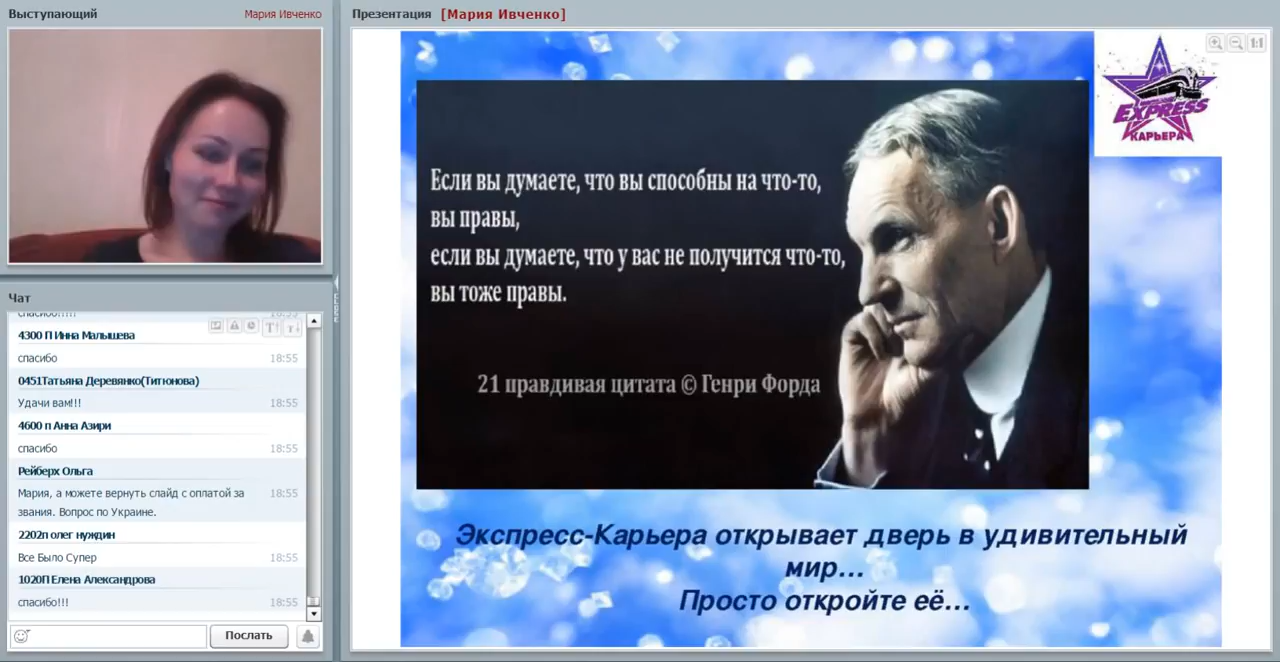 Выступающий
Мария Ивченко
Чат
4300 П Инна Малышева
спасибо
18:55
0451Татьяна Деревянко(Титюнова)
Удачи вам!!!
18:55
4600 п Анна Азири
спасибо
18:55
Рейберх Ольга
Мария, а можете вернуть слайд с оплатой за
18:55
звания. Вопрос по Украине.
2202п олег нуждин
Все Было Супер
18:55
1020П Елена Александрова
спасибо!!!
18:55
Послать
Презентация [Мария Ивченко]
1:1
EXPRESS
КАРЬЕРА
Если вы думаете, что вы способны на что-то,
вы правы,
если вы думаете, что у вас не получится что-то,
вы тоже правы.
21 правдивая цитата © Генри Форда
Экспресс-Карьера открывает дверь в удивительный
мир...
Просто откройте её...